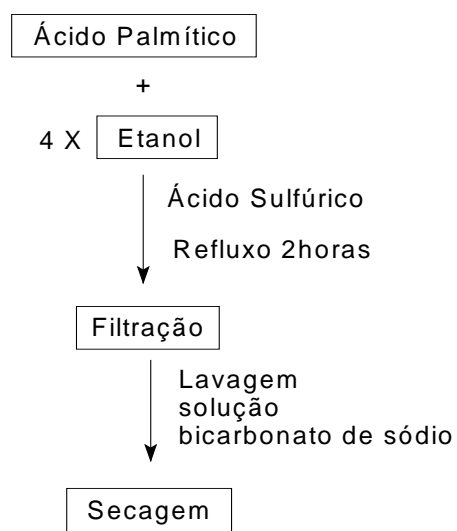 Ácido Palmítico
+
4 X Etanol
Ácido Sulfúrico
Refluxo 2horas
Filtração
Lavagem
solução
bicarbonato de sódio
Secagem